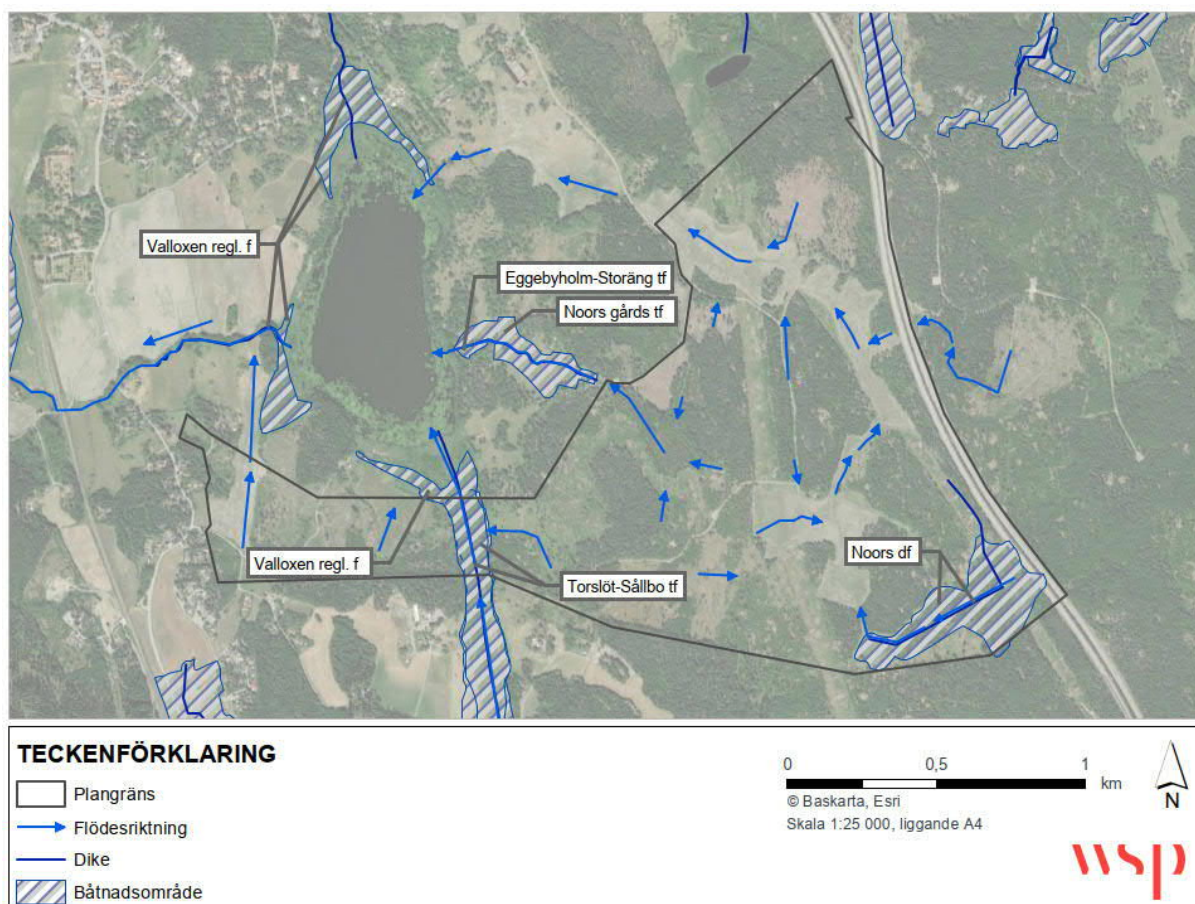 Valloxen regl. f
Eggebyholm-Storäng tf
Noors gårds tf
Valloxen regl. f
Noors df
Torslöt-Sållbo tf
TECKENFÖRKLARING
Plangräns
Flödesriktning
Dike
Båtnadsområde
0 0,5 1
km
© Baskarta, Esri
Skala 1:25 000, liggande A4
N
wsp